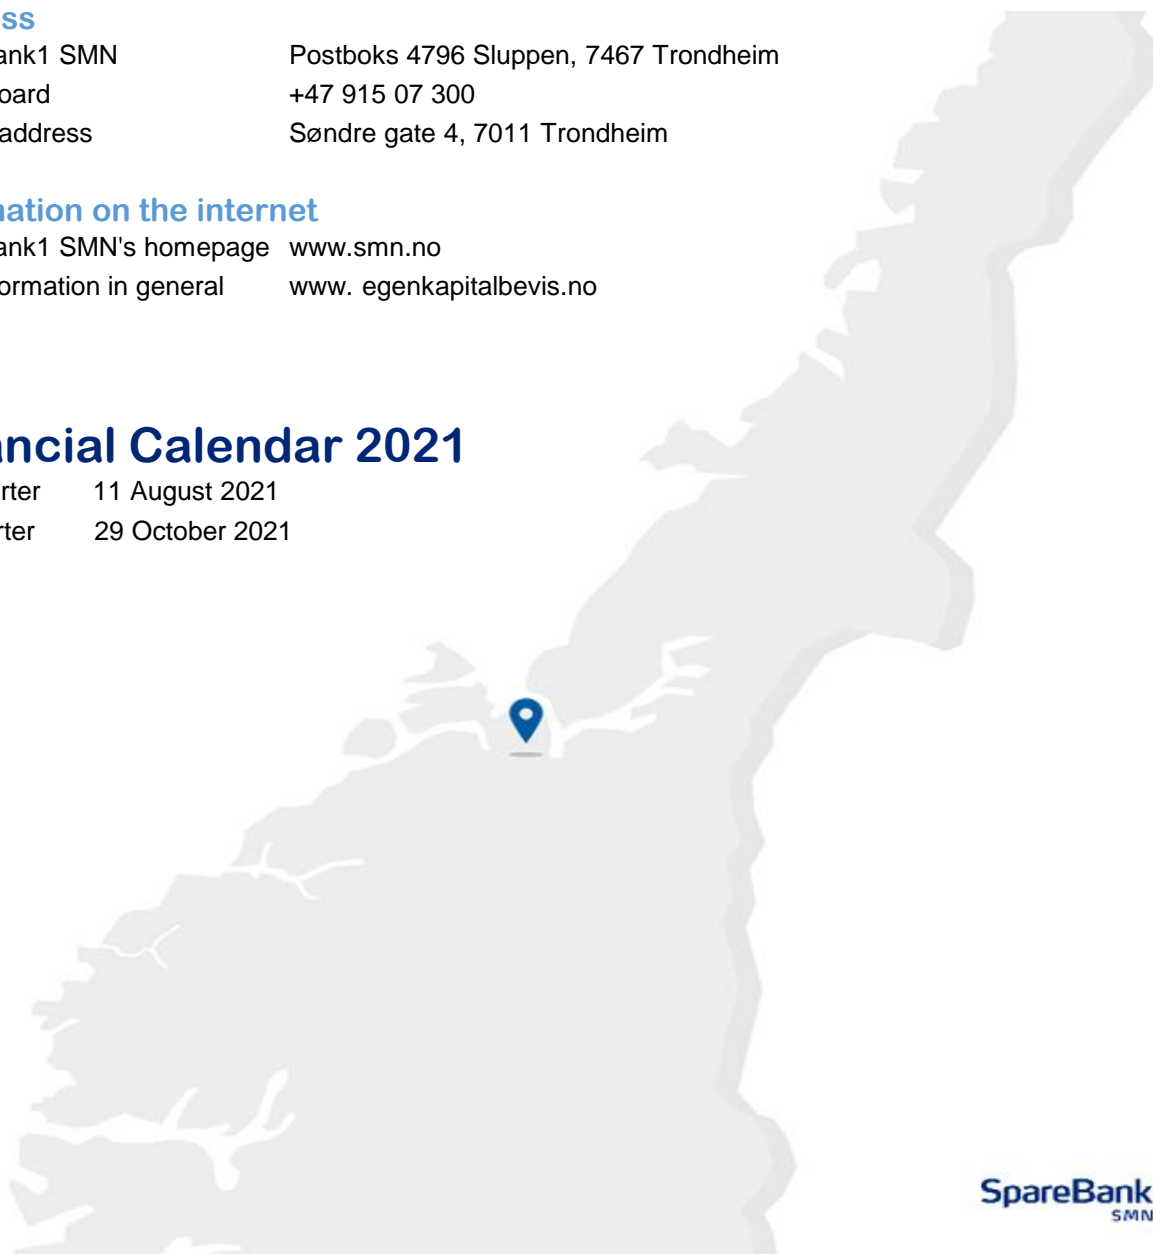 ss
ank1 SMN Postboks 4796 Sluppen, 7467 Trondheim
oard +47 915 07 300
address Søndre gate 4, 7011 Trondheim
nation on the internet
ank1 SMN's homepage www.smn.no
ormation in general www. egenkapitalbevis.no
ancial Calendar 2021
rter 11 August 2021
rter 29 October 2021
SpareBank
SMN